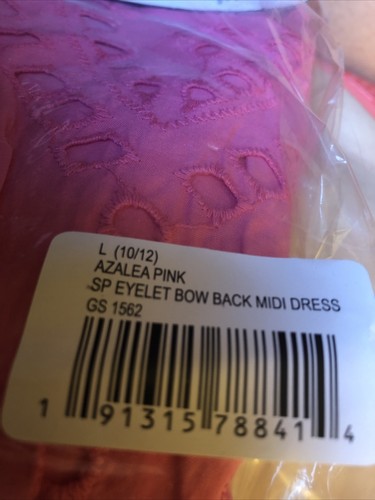 L (10/12)
AZALEA PINK
SP EYELET BOW BACK MIDI DRESS
GS 1562
1 91315 78841 4